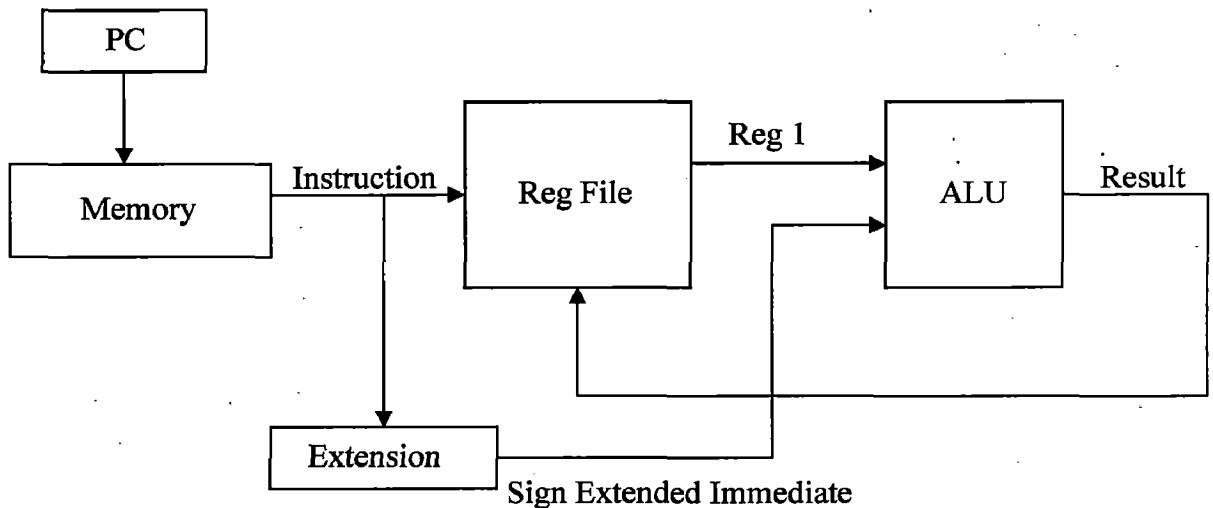 PC
Memory
Instruction
Reg File
Reg 1
ALU
Result
Extension
Sign Extended Immediate